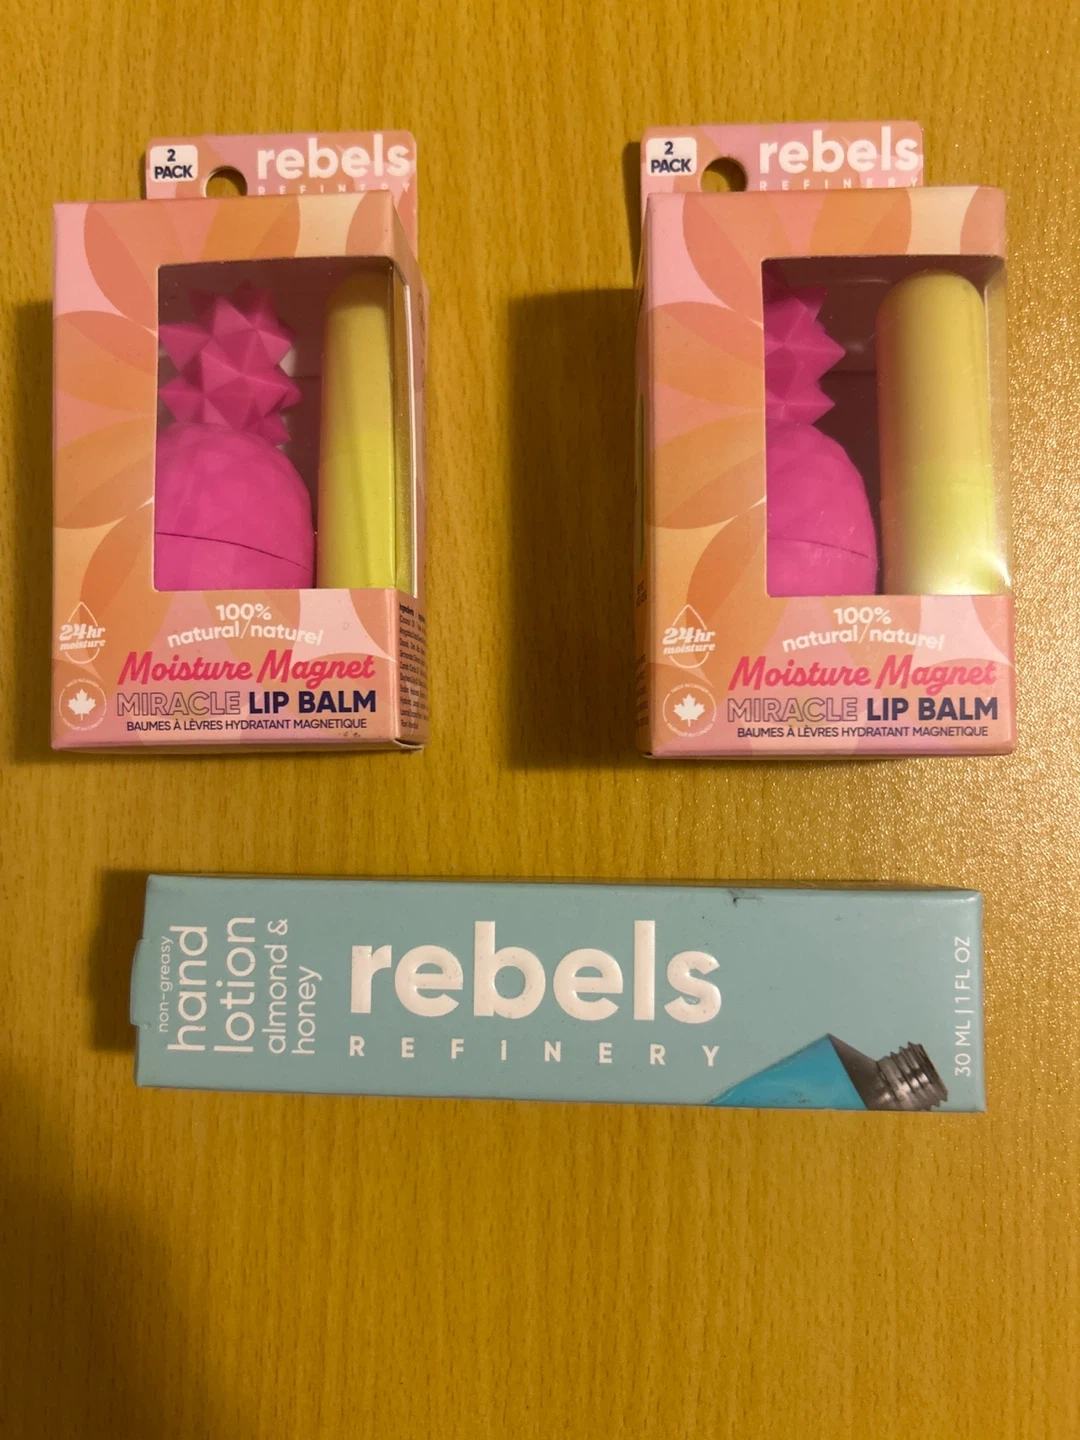 2
PACK
rebels
REFINERY
24hr
moisture
100%
natural/naturel
Moisture Magnet
MIRACLE LIP BALM
BAUMES À LÈVRES HYDRATANT MAGNETIQUE
2
PACK
rebels
REFINERY
24hr
moisture
100%
natural/naturel
Moisture Magnet
MIRACLE LIP BALM
BAUMES À LÈVRES HYDRATANT MAGNETIQUE
non-greasy
hand
lotion
almond &
honey
rebels
REFINERY
30 ML | 1 FL OZ